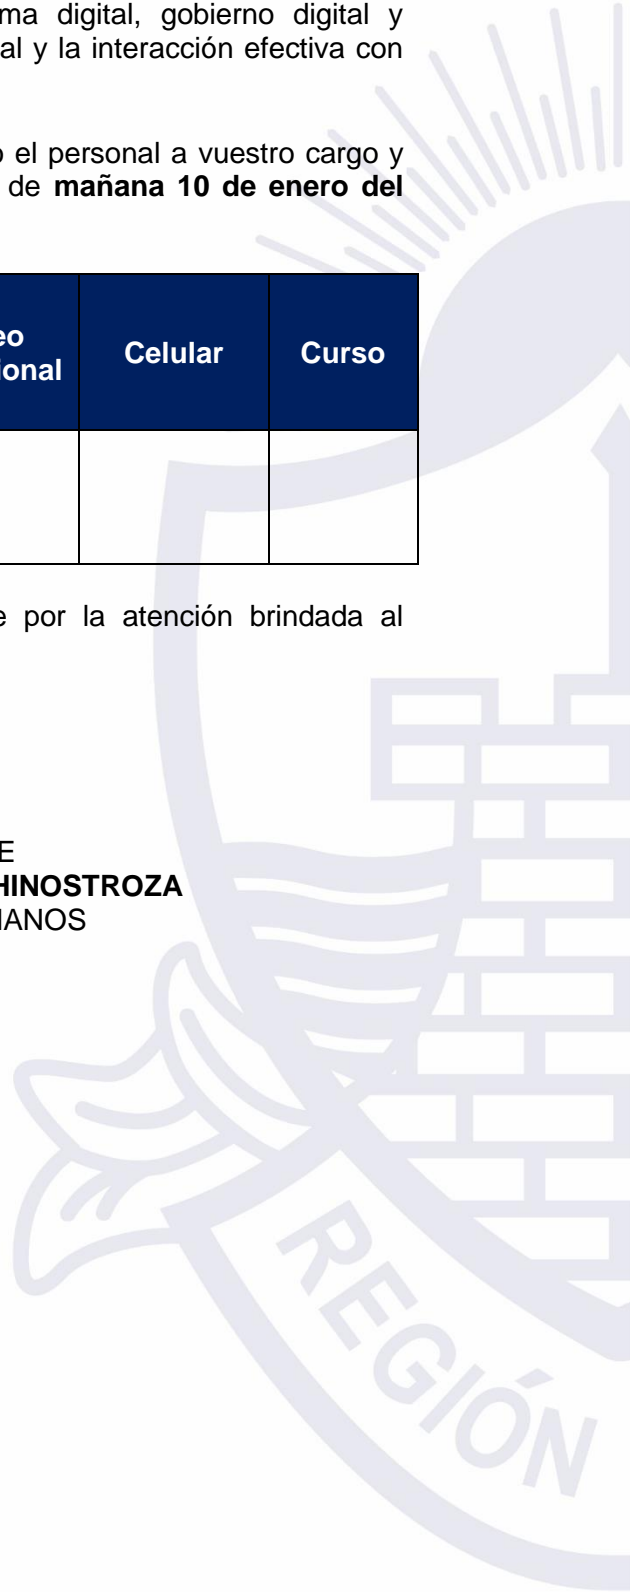 ma digital, gobierno digital y
al y la interacción efectiva con
o el personal a vuestro cargo y
de mañana 10 de enero del
eo
ional
Celular
Curso
e por la atención brindada al
E
HINOSTROZA
MANOS
REGIÓN